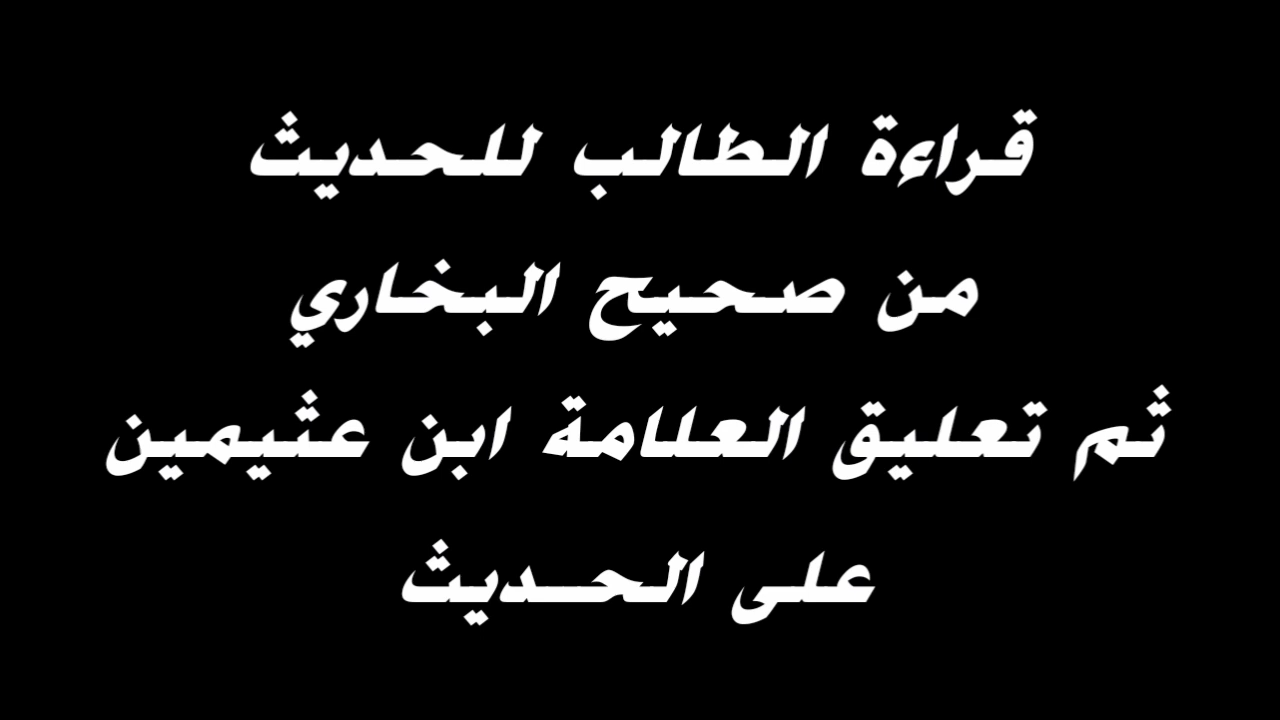 قراءة الطالب للحديث
من صحيح البخاري
ثم تعليق العلامة ابن عثيمين
على الحديث